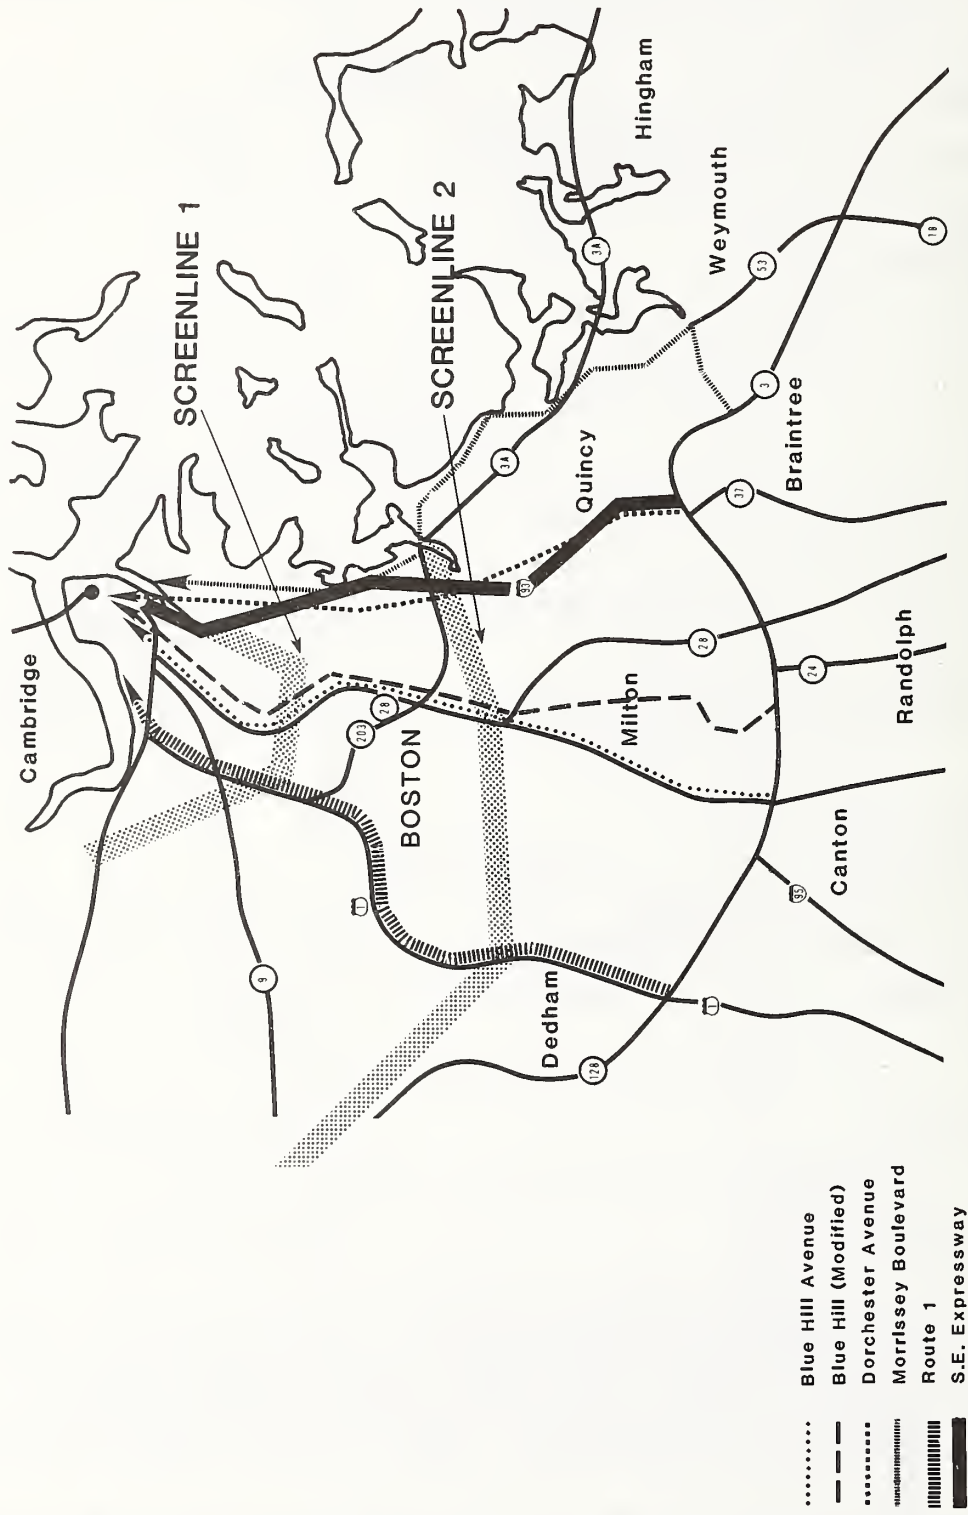 Cambridge
SCREENLINE 1
SCREENLINE 2
Hingham
Weymouth
Quincy
Braintree
BOSTON
Milton
Randolph
Dedham
Canton
9
1
203
28
3A
3A
53
18
3
37
93
28
24
128
1
95
Blue Hill Avenue
Blue Hill (Modified)
Dorchester Avenue
Morrissey Boulevard
Route 1
S.E. Expressway